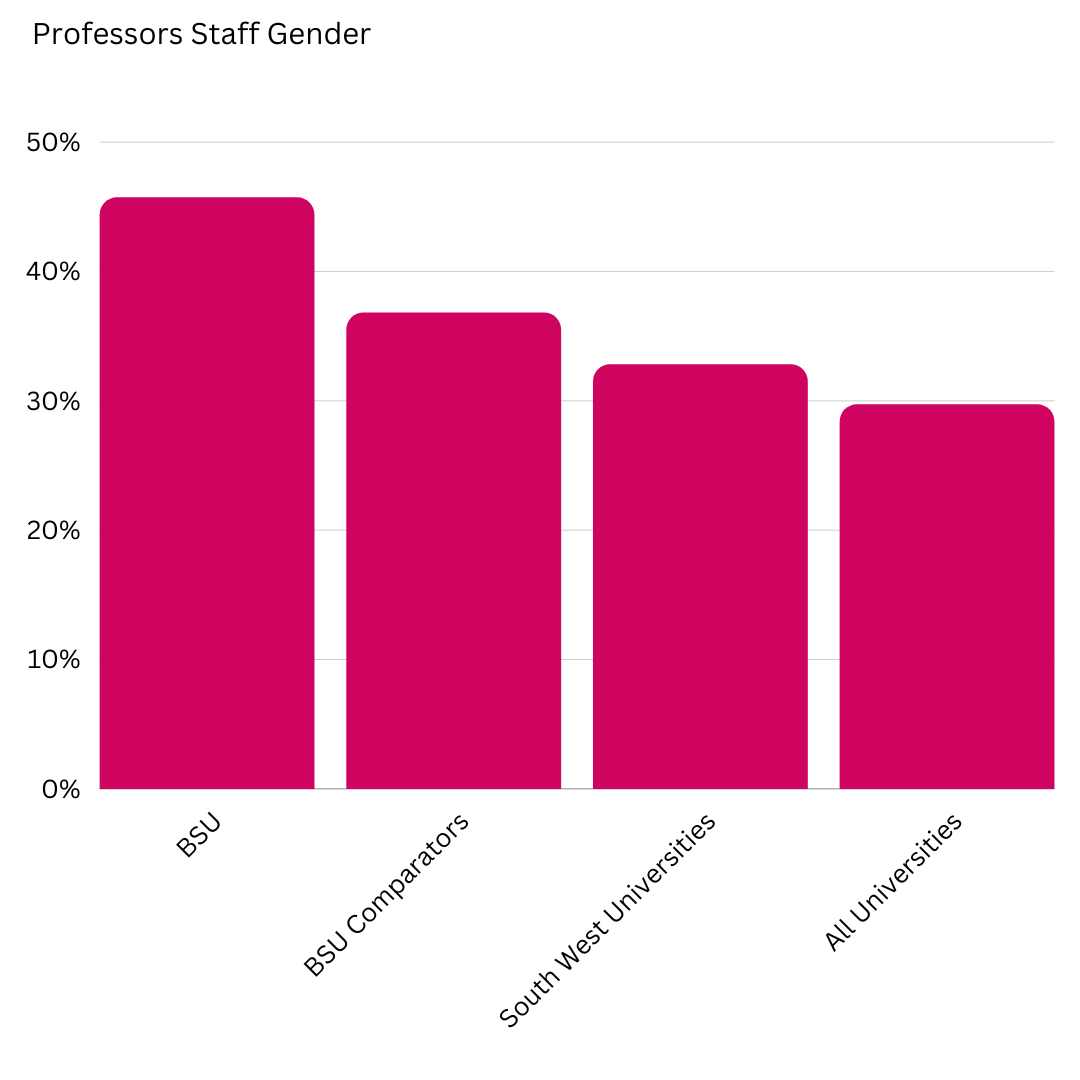 Professors Staff Gender
50%
40%
30%
20%
10%
0%
BSU
BSU Comparators
South West Universities
All Universities